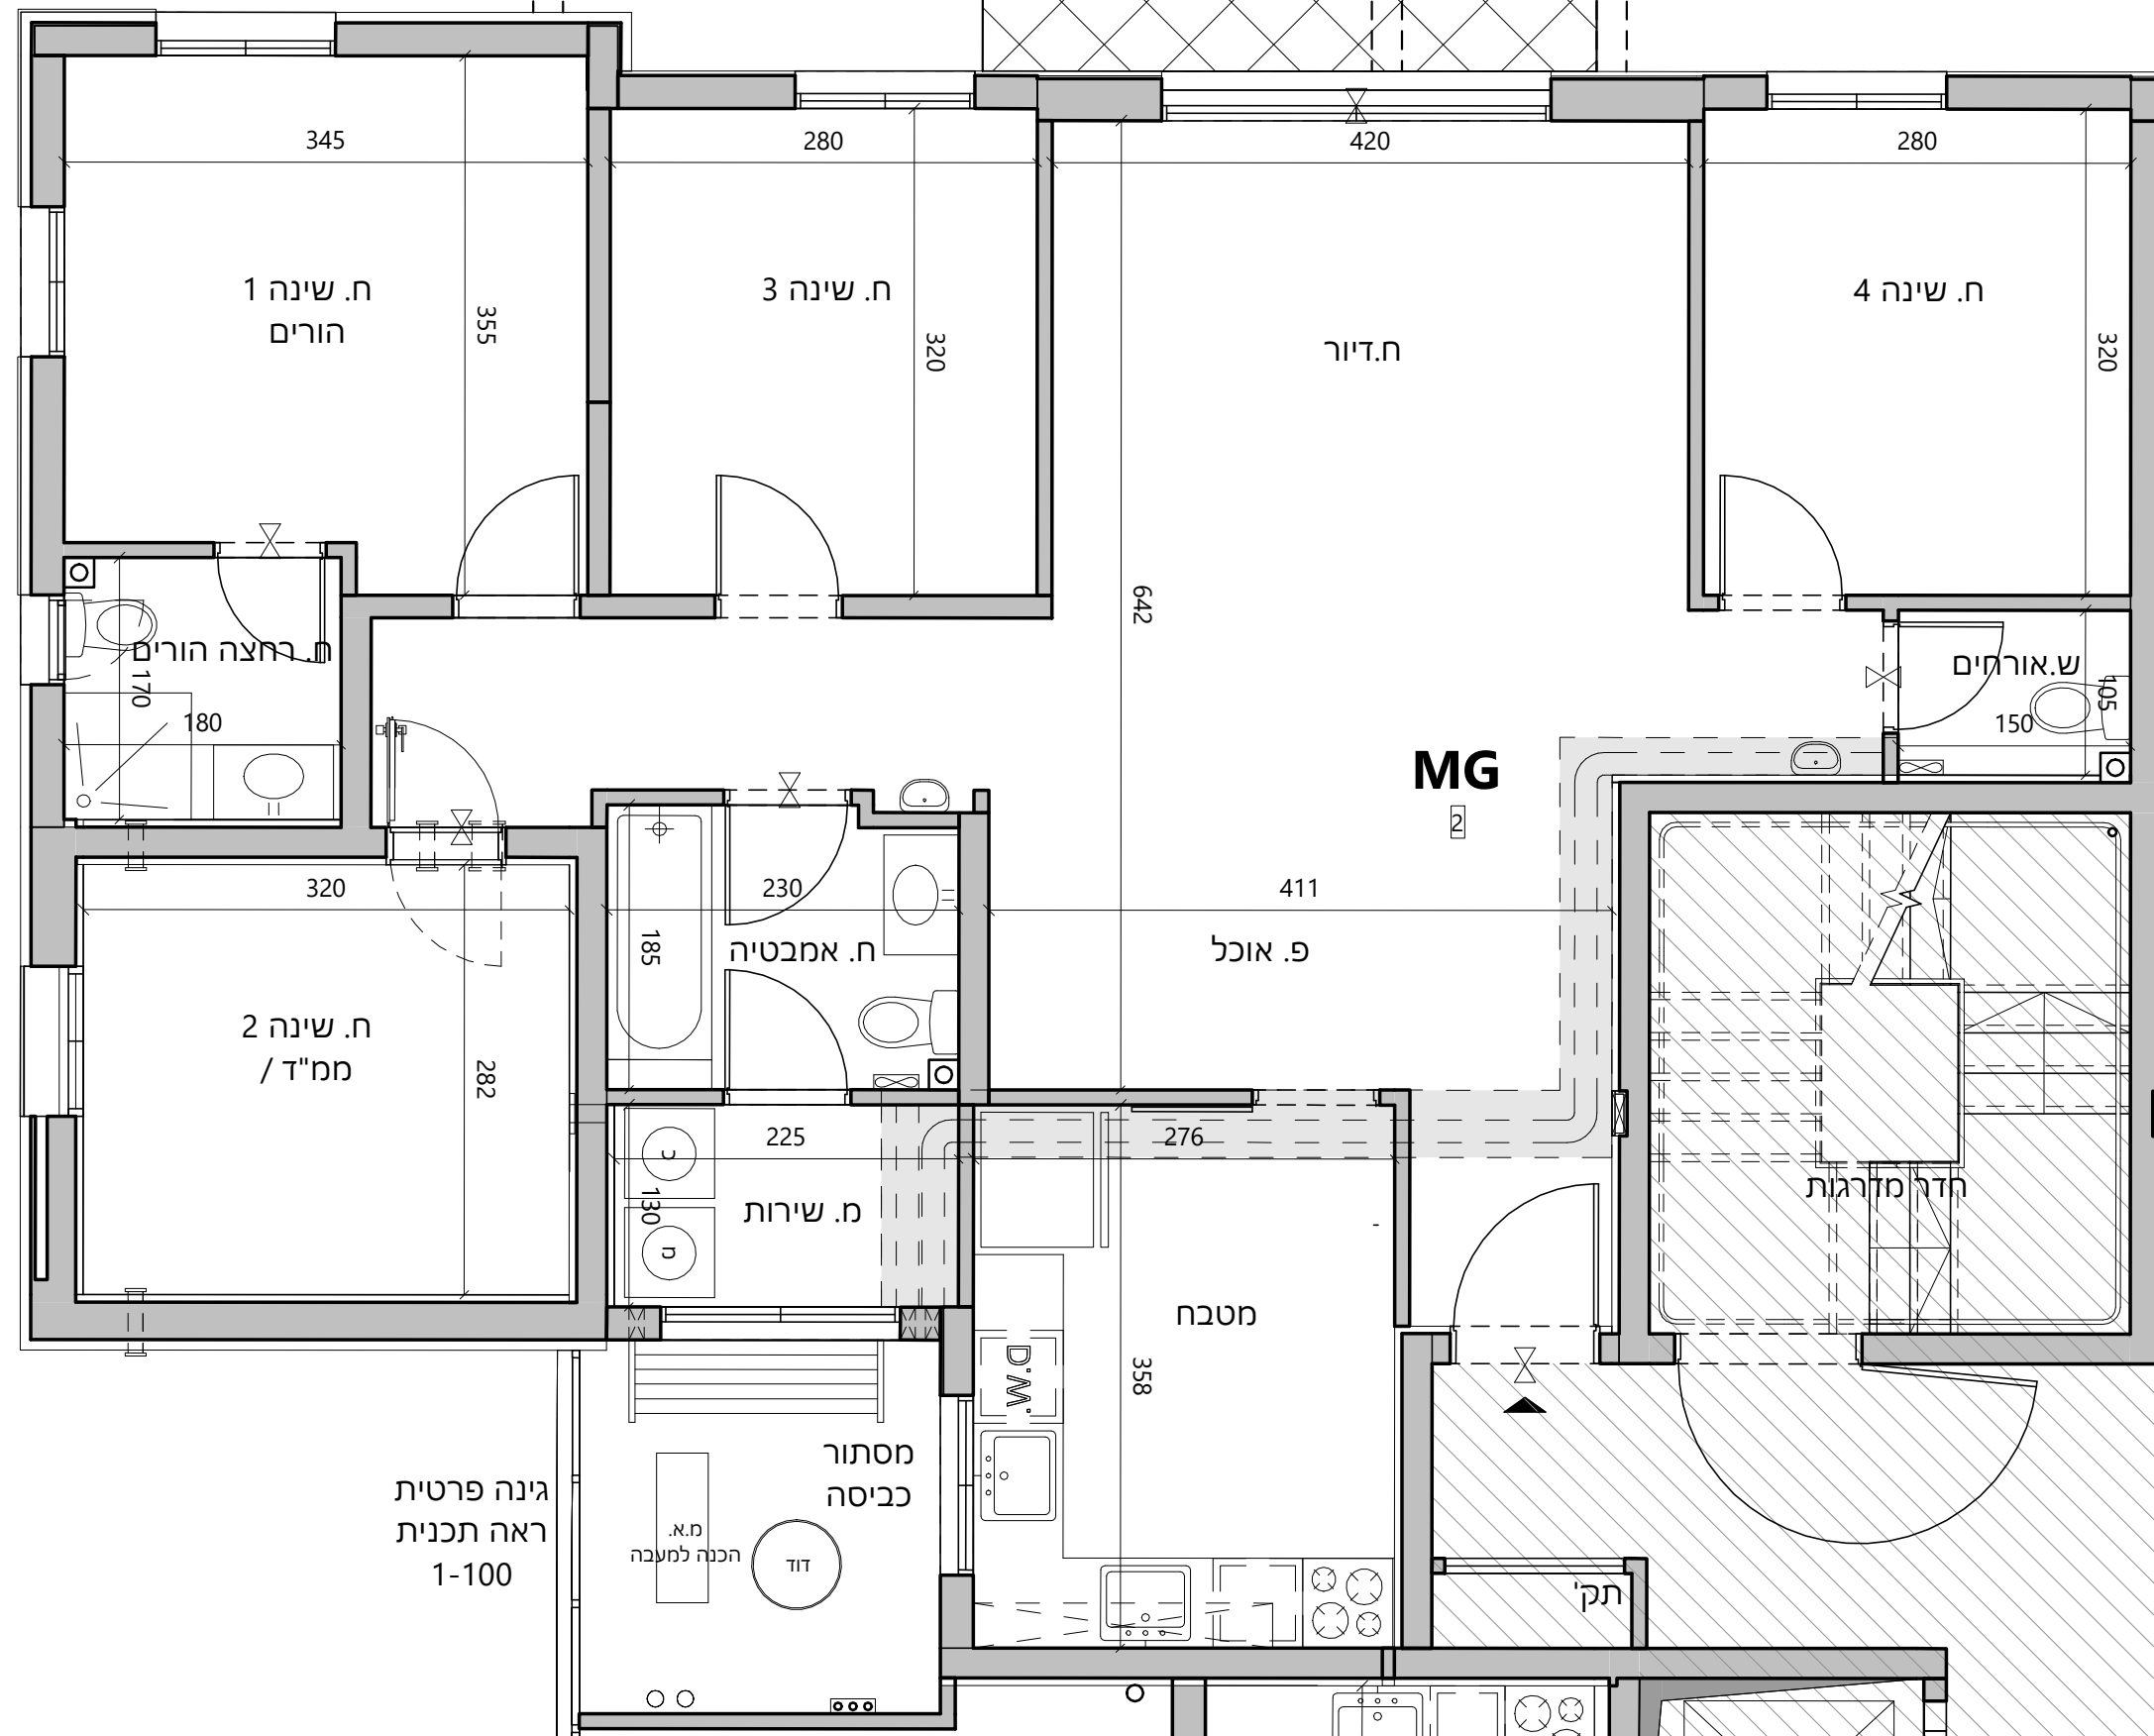 345
280
420
280
ח. שינה 1
הורים
355
ח. שינה 3
320
ח.דיור
ח. שינה 4
320
642
ח. רחצה הורים
170
180
ש.אורחים
105
150
MG
2
320
230
411
185
ח. אמבטיה
פ. אוכל
ח. שינה 2
ממ"ד /
282
225
276
כ
130
מ. שירות
מ
חדר מדרגות
מטבח
358
D.W.
מסתור
כביסה
גינה פרטית
ראה תכנית
1-100
מ.א.
הכנה למעבה
דוד
תק'